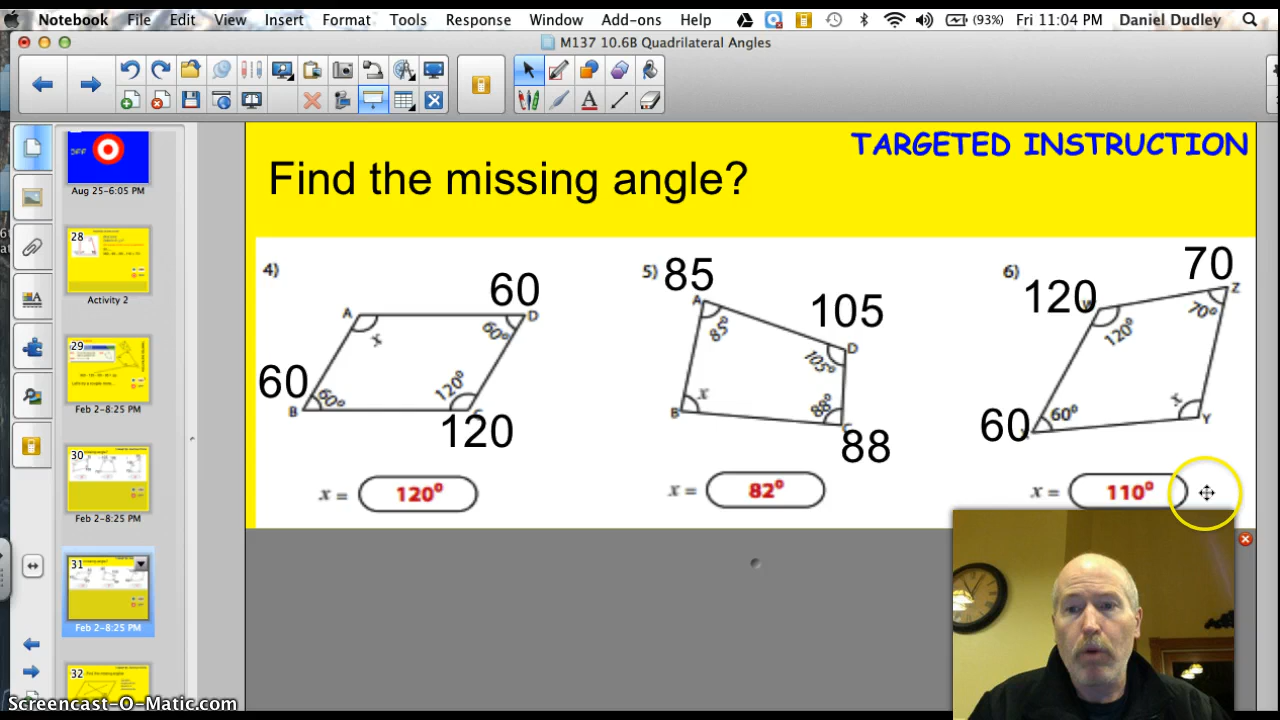 Notebook File Edit View Insert Format Tools Response Window Add-ons Help (93%) Fri 11:04 PM Daniel Dudley
M137 10.6B Quadrilateral Angles
TARGETED INSTRUCTION
Find the missing angle?
Aug 25-6:05 PM
28
Activity 2
29
Feb 2-8:25 PM
30
Feb 2-8:25 PM
31
Feb 2-8:25 PM
32
4)
60
A
D
x
60°
60
60°
120°
B
120
x = 120°
5)
85
A
105
85°
D
105°
x
88°
B
C
88
x = 82°
6)
70
120
Z
70°
120°
60
60°
x
Y
x = 110°
Screencast-O-Matic.com